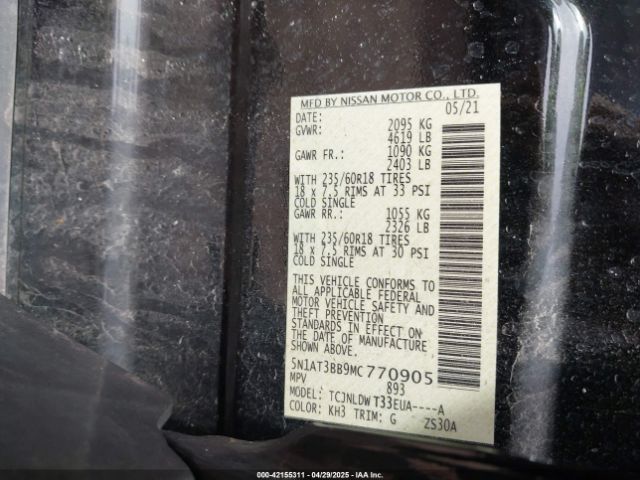 MFD BY NISSAN MOTOR CO., LTD.
DATE: 05/21
GVWR: 2095 KG
4619 LB
GAWR FR.: 1090 KG
2403 LB
WITH 235/60R18 TIRES
18 x 7.5 RIMS AT 33 PSI
COLD SINGLE
GAWR RR.: 1055 KG
2326 LB
WITH 235/60R18 TIRES
18 x 7.5 RIMS AT 30 PSI
COLD SINGLE
THIS VEHICLE CONFORMS TO
ALL APPLICABLE FEDERAL
MOTOR VEHICLE SAFETY AND
THEFT PREVENTION
STANDARDS IN EFFECT ON
THE DATE OF MANUFACTURE
SHOWN ABOVE.
5N1AT3BB9MC770905
MPV 893
MODEL: TCJNLDWT33EUA----A
COLOR: KH3 TRIM: G ZS30A
000-42155311 - 04/29/2025 - IAA Inc.